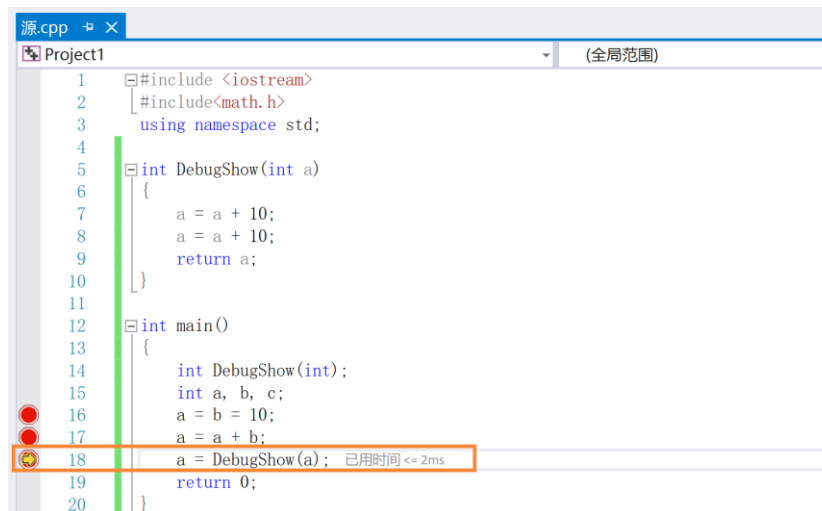 源.cpp
Project1 (全局范围)
1 #include <iostream>
2 #include<math.h>
3 using namespace std;
4
5 int DebugShow(int a)
6 {
7 a = a + 10;
8 a = a + 10;
9 return a;
10 }
11
12 int main()
13 {
14 int DebugShow(int);
15 int a, b, c;
16 a = b = 10;
17 a = a + b;
18 a = DebugShow(a); 已用时间 <= 2ms
19 return 0;
20 }